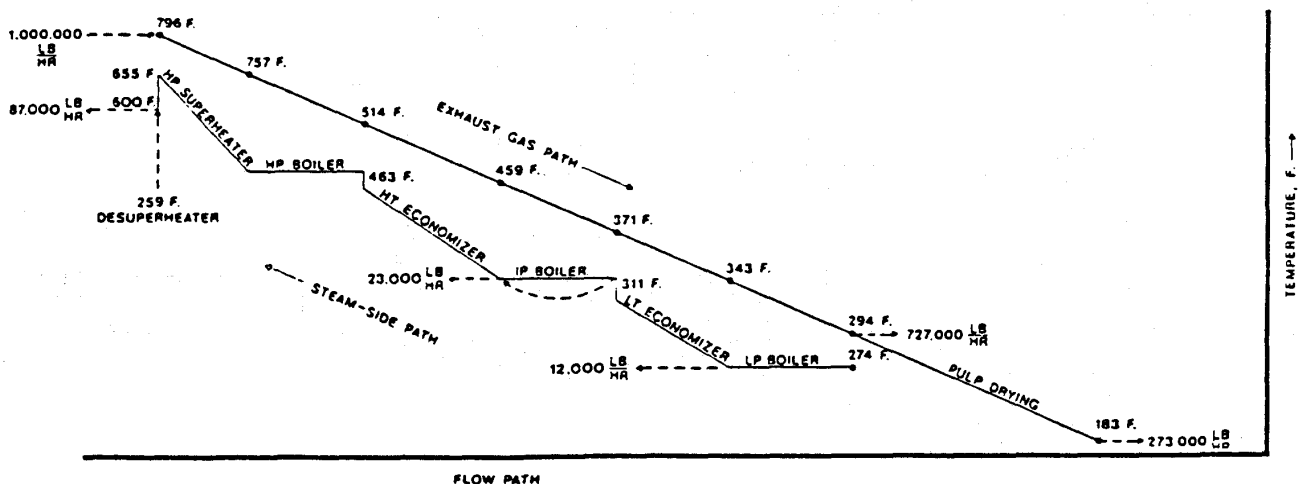 1.000.000 LB/HR
796 F.
757 F.
655 F.
HP SUPERHEATER
600 F.
87.000 LB/HR
514 F.
EXHAUST GAS PATH
HP BOILER
463 F.
459 F.
259 F.
DESUPERHEATER
HT ECONOMIZER
371 F.
STEAM-SIDE PATH
23.000 LB/HR
IP BOILER
311 F.
343 F.
LT ECONOMIZER
294 F.
727.000 LB/HR
12.000 LB/HR
LP BOILER
274 F.
PULP DRYING
183 F.
273 000 LB/HR
TEMPERATURE, F.
FLOW PATH